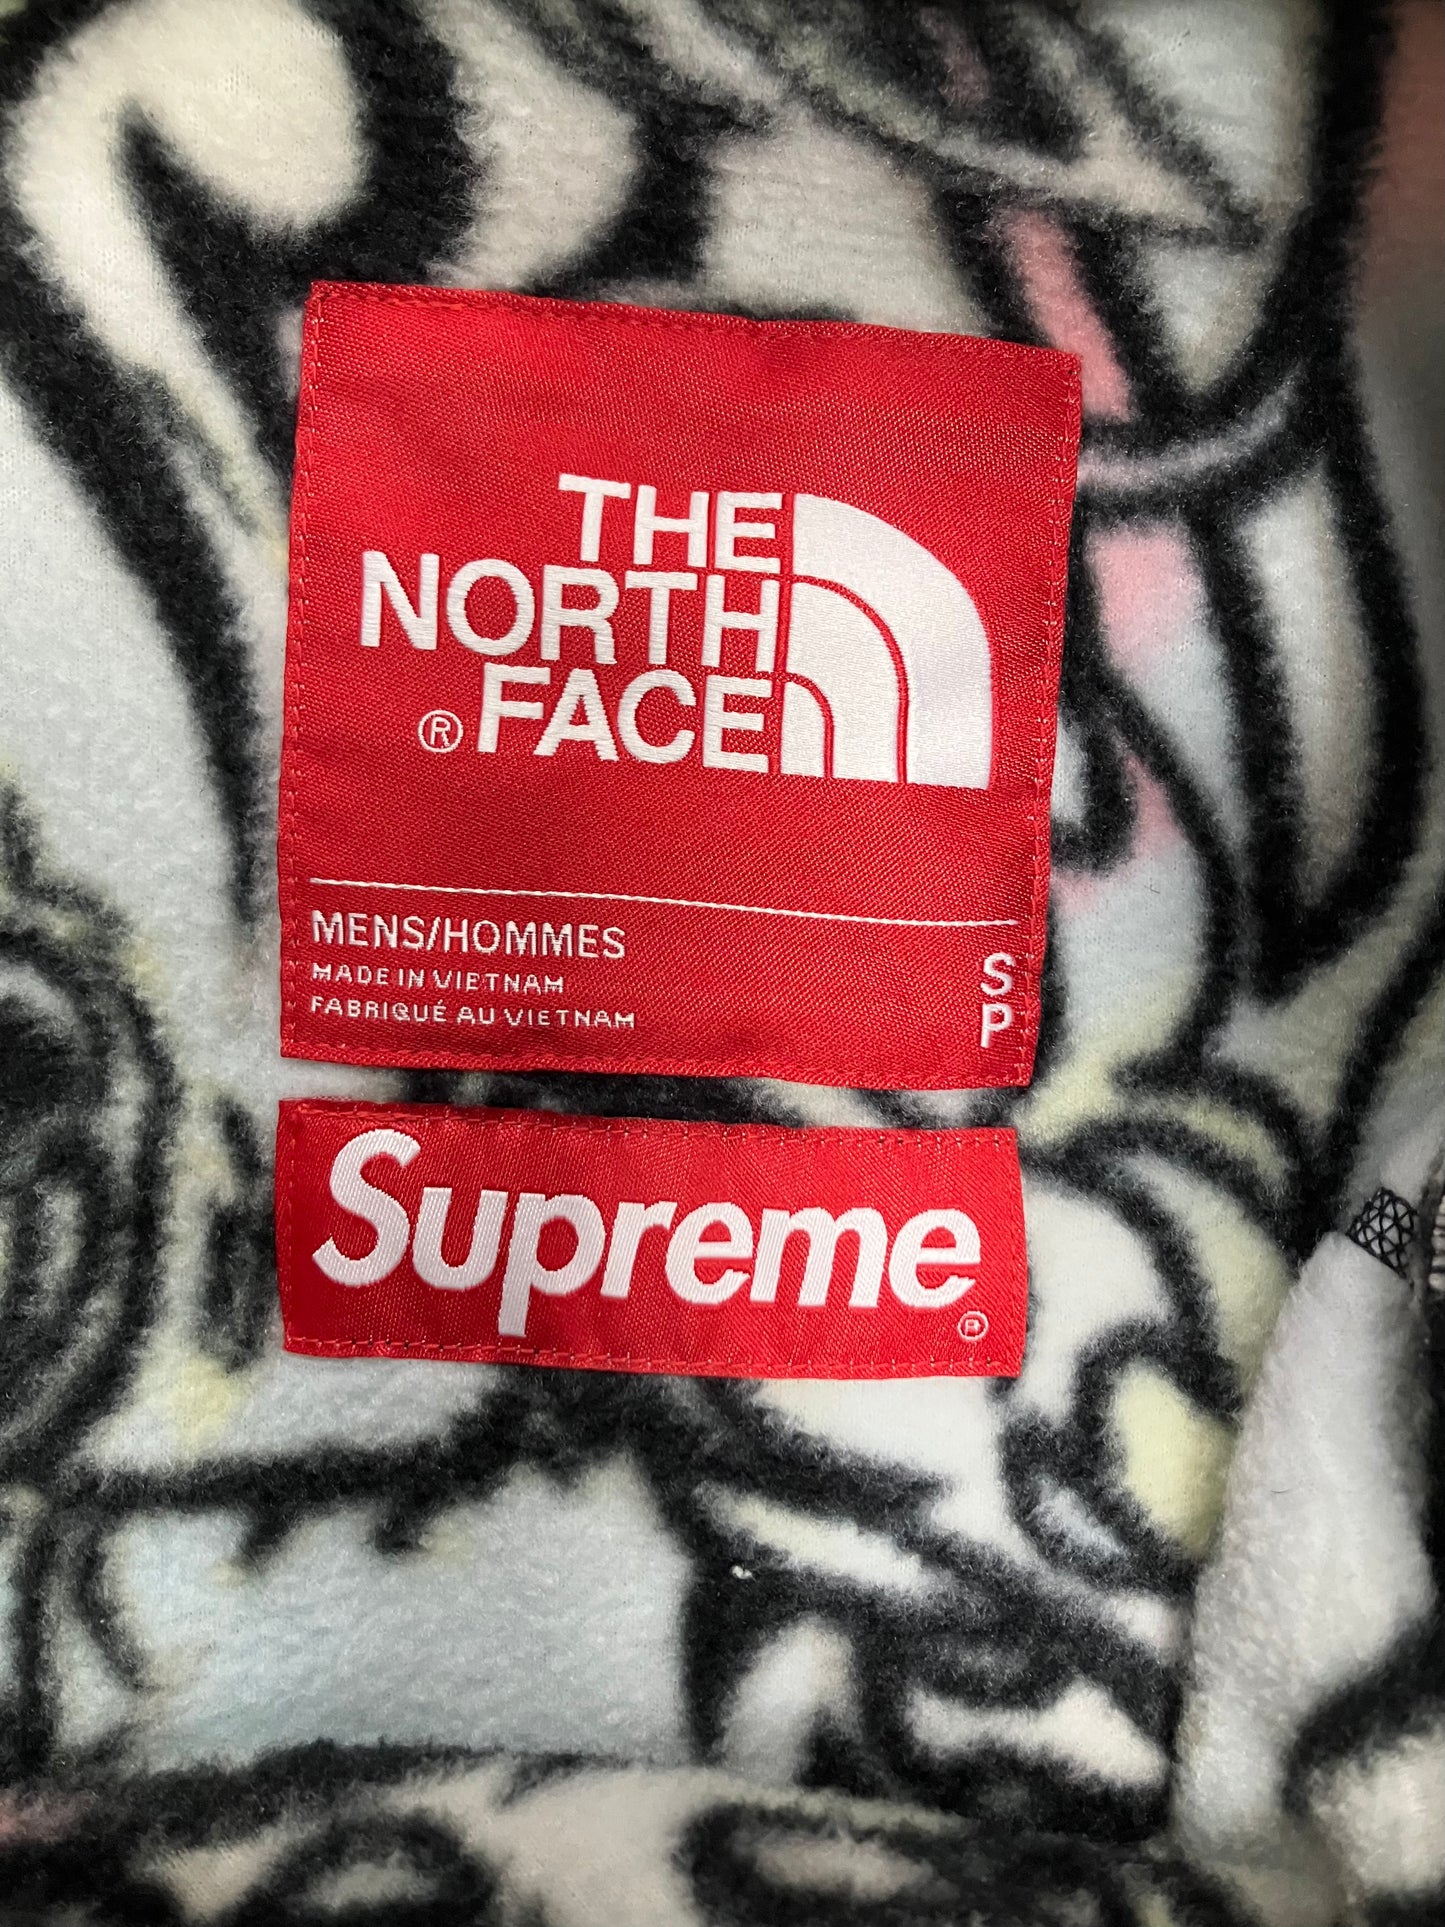 THE
NORTH
® FACE
MENS/HOMMES
MADE IN VIETNAM
FABRIQUÉ AU VIETNAM
S
P
Supreme
®